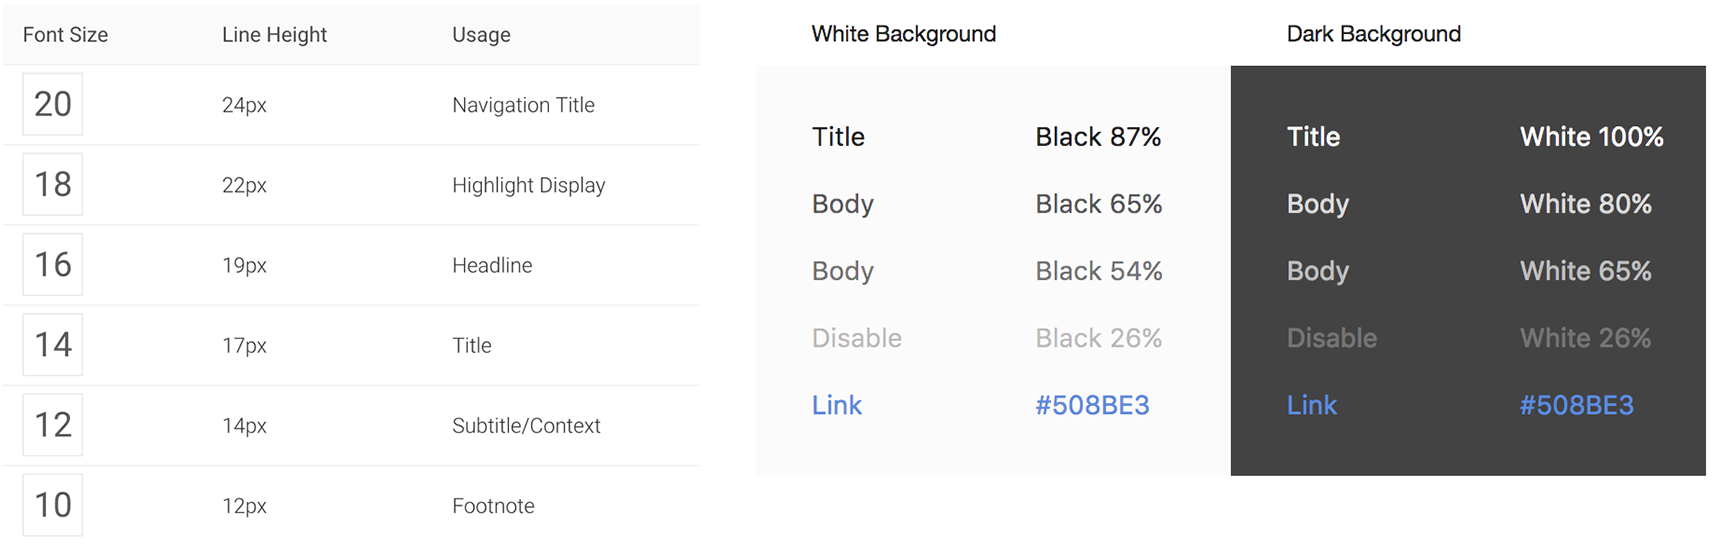 Font Size Line Height Usage
20 24px Navigation Title
18 22px Highlight Display
16 19px Headline
14 17px Title
12 14px Subtitle/Context
10 12px Footnote
White Background
Title Black 87%
Body Black 65%
Body Black 54%
Disable Black 26%
Link #508BE3
Dark Background
Title White 100%
Body White 80%
Body White 65%
Disable White 26%
Link #508BE3